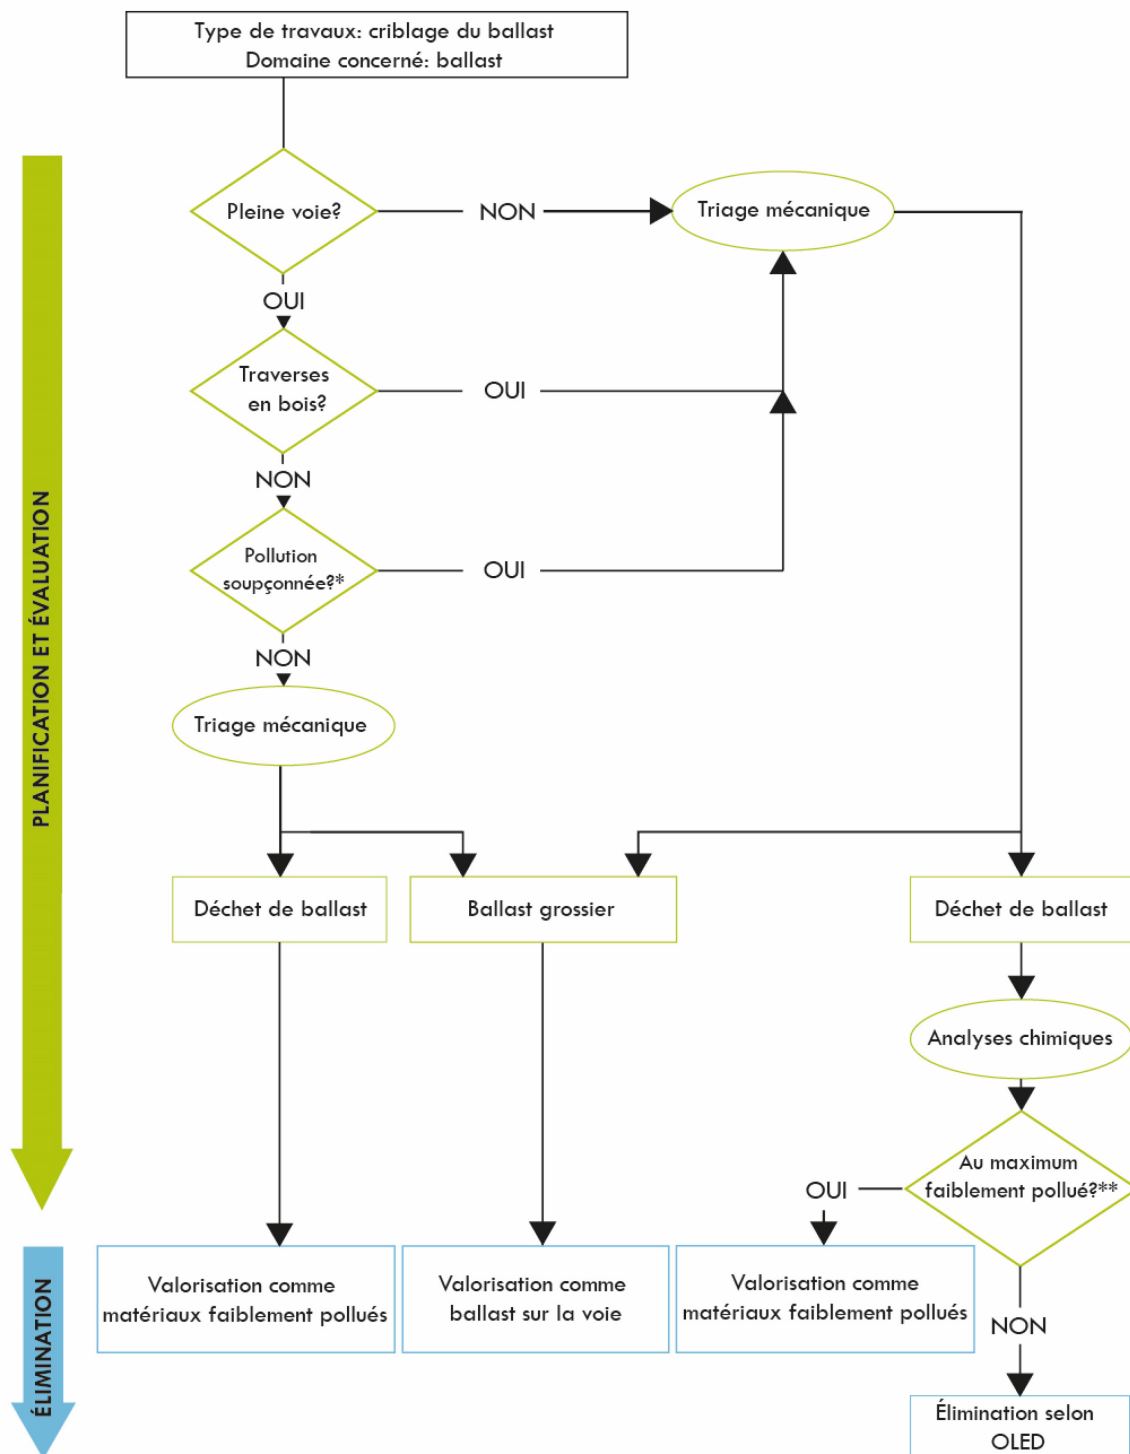 Type de travaux: criblage du ballast
Domaine concerné: ballast
Pleine voie?
NON
Triage mécanique
OUI
Traverses
en bois?
OUI
NON
Pollution
soupçonnée?*
OUI
NON
Triage mécanique
PLANIFICATION ET ÉVALUATION
Déchet de ballast
Ballast grossier
Déchet de ballast
Analyses chimiques
Au maximum
faiblement pollué?**
OUI
NON
ÉLIMINATION
Valorisation comme
matériaux faiblement pollués
Valorisation comme
ballast sur la voie
Valorisation comme
matériaux faiblement pollués
Élimination selon
OLED